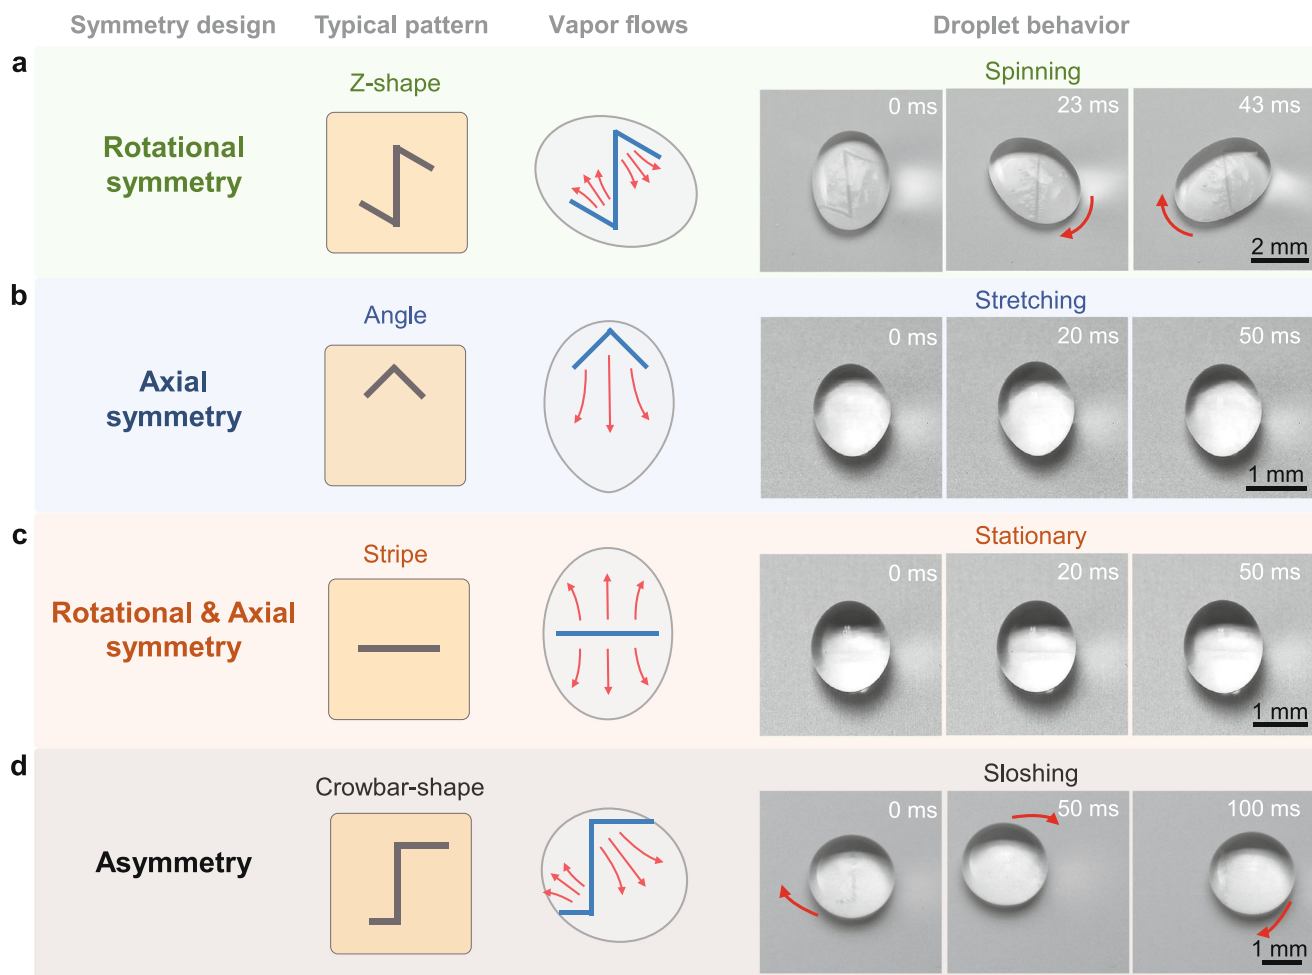 Symmetry design Typical pattern Vapor flows Droplet behavior
a
Z-shape
Spinning
Rotational
symmetry
0 ms 23 ms 43 ms
2 mm
b
Angle
Stretching
Axial
symmetry
0 ms 20 ms 50 ms
1 mm
c
Stripe
Stationary
Rotational & Axial
symmetry
0 ms 20 ms 50 ms
1 mm
d
Crowbar-shape
Sloshing
Asymmetry
0 ms 50 ms 100 ms
1 mm